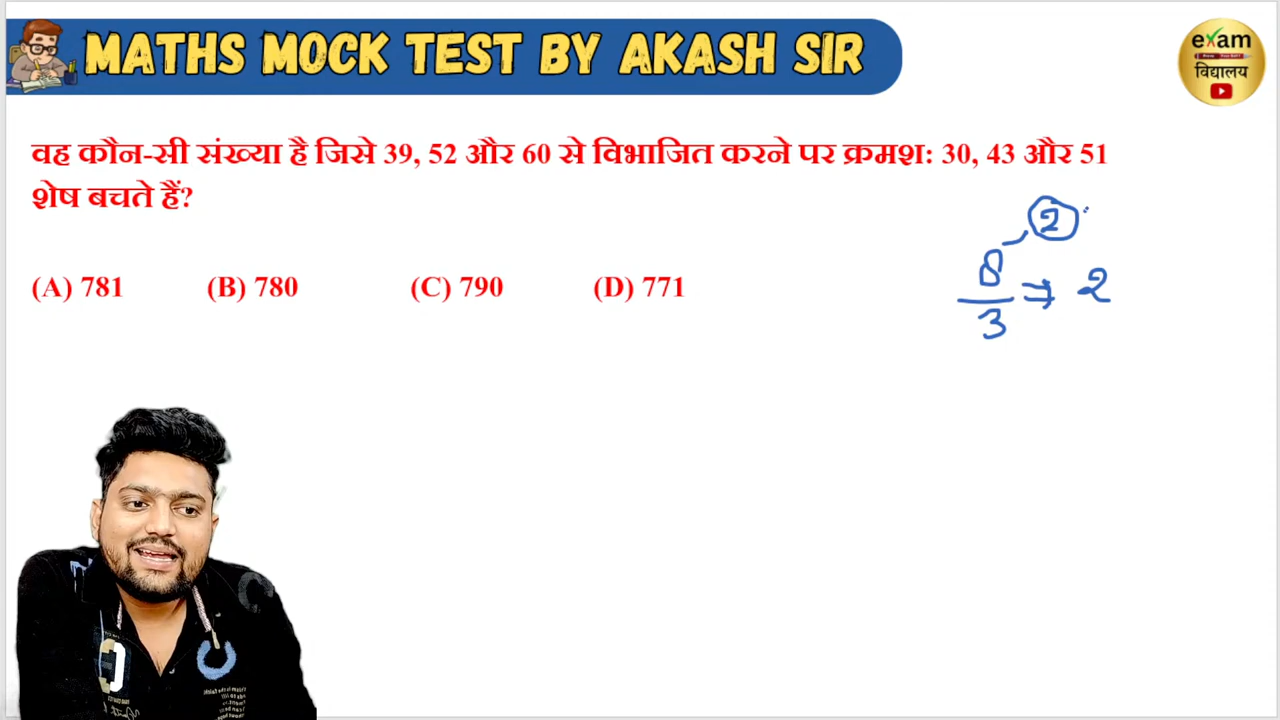 MATHS MOCK TEST BY AKASH SIR
exam
विद्यालय
वह कौन-सी संख्या है जिसे 39, 52 और 60 से विभाजित करने पर क्रमश: 30, 43 और 51
शेष बचते हैं?
2
8
3
⇒ 2
(A) 781 (B) 780 (C) 790 (D) 771